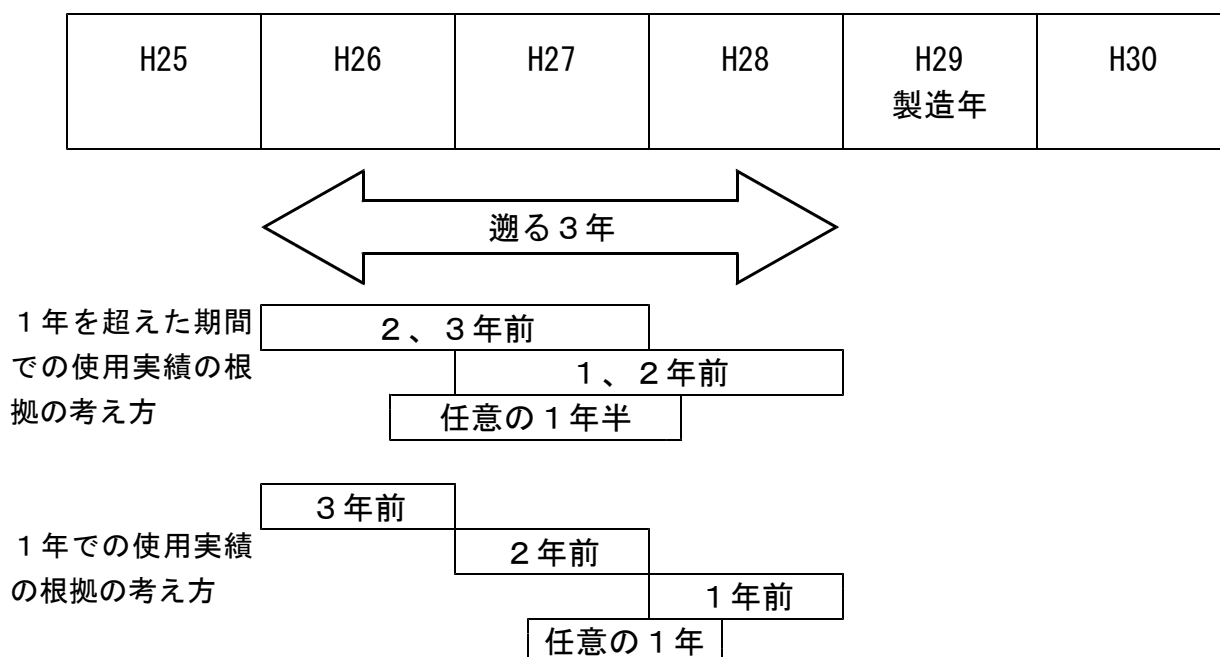 H25 H26 H27 H28 H29 H30
製造年
遡る３年
１年を超えた期間
での使用実績の根
拠の考え方
２、３年前
１、２年前
任意の１年半
１年での使用実績
の根拠の考え方
３年前
２年前
１年前
任意の１年